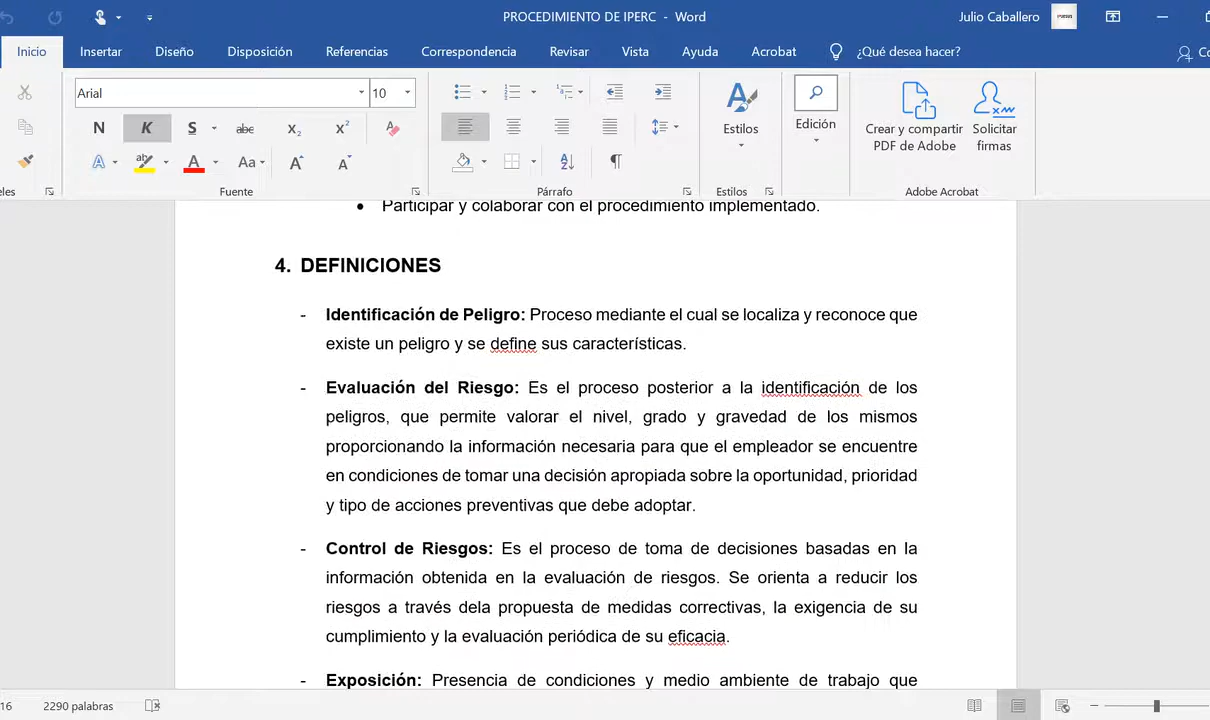 PROCEDIMIENTO DE IPERC - Word
Julio Caballero
Inicio Insertar Diseño Disposición Referencias Correspondencia Revisar Vista Ayuda Acrobat ¿Qué desea hacer?
Arial 10
N K S abc x₂ x²
A ab A Aa A A
Estilos
Edición
Crear y compartir
PDF de Adobe
Solicitar
firmas
Fuente Párrafo Estilos Adobe Acrobat
• Participar y colaborar con el procedimiento implementado.
4. DEFINICIONES
- Identificación de Peligro: Proceso mediante el cual se localiza y reconoce que
existe un peligro y se define sus características.
- Evaluación del Riesgo: Es el proceso posterior a la identificación de los
peligros, que permite valorar el nivel, grado y gravedad de los mismos
proporcionando la información necesaria para que el empleador se encuentre
en condiciones de tomar una decisión apropiada sobre la oportunidad, prioridad
y tipo de acciones preventivas que debe adoptar.
- Control de Riesgos: Es el proceso de toma de decisiones basadas en la
información obtenida en la evaluación de riesgos. Se orienta a reducir los
riesgos a través dela propuesta de medidas correctivas, la exigencia de su
cumplimiento y la evaluación periódica de su eficacia.
- Exposición: Presencia de condiciones y medio ambiente de trabajo que
16 2290 palabras